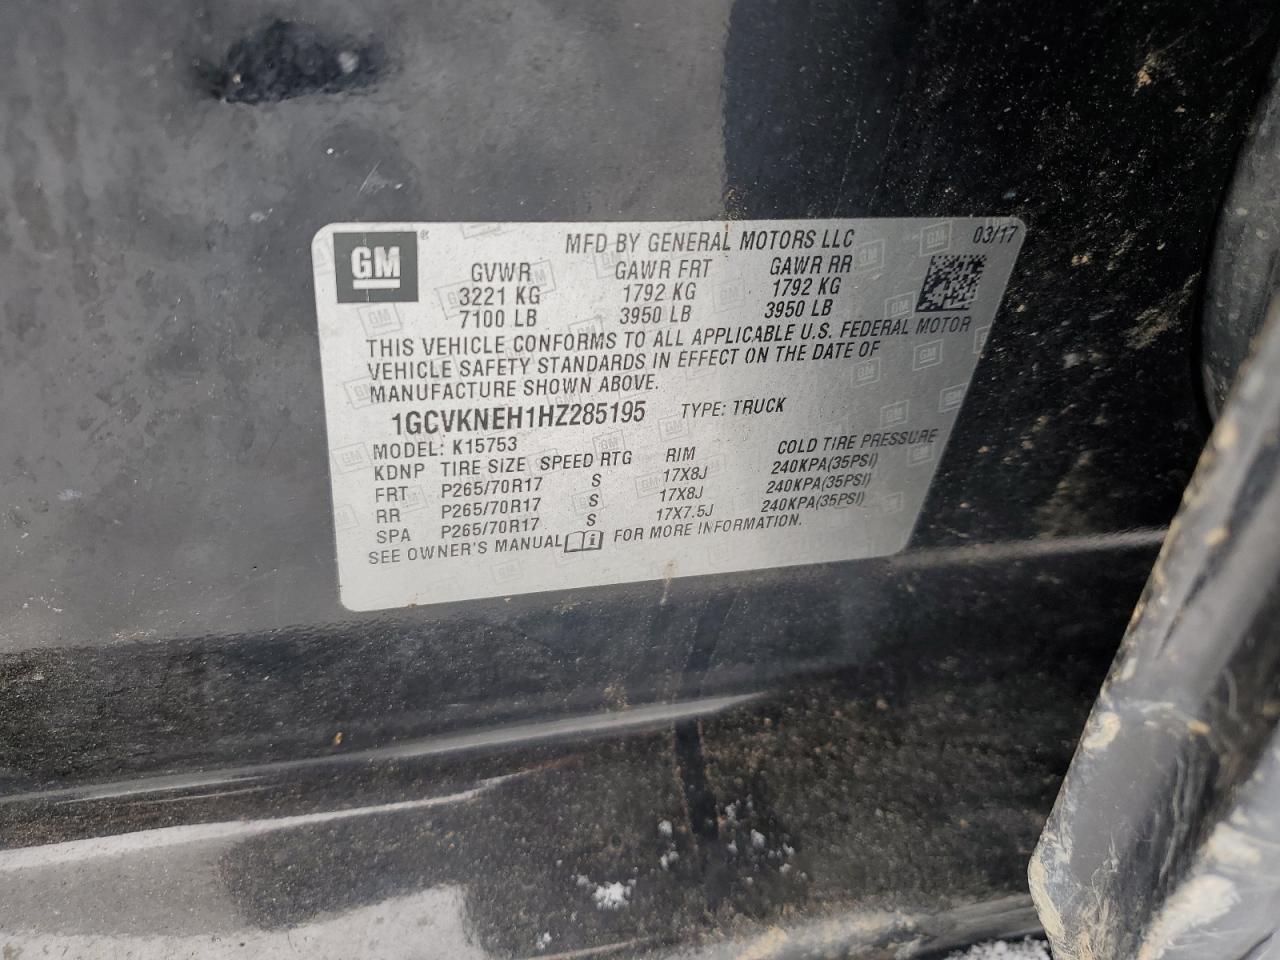 GM ® MFD BY GENERAL MOTORS LLC 03/17
GVWR GAWR FRT GAWR RR
3221 KG 1792 KG 1792 KG
7100 LB 3950 LB 3950 LB
THIS VEHICLE CONFORMS TO ALL APPLICABLE U.S. FEDERAL MOTOR
VEHICLE SAFETY STANDARDS IN EFFECT ON THE DATE OF
MANUFACTURE SHOWN ABOVE.
1GCVKNEH1HZ285195 TYPE: TRUCK
MODEL: K15753
KDNP TIRE SIZE SPEED RTG RIM COLD TIRE PRESSURE
FRT P265/70R17 S 17X8J 240KPA(35PSI)
RR P265/70R17 S 17X8J 240KPA(35PSI)
SPA P265/70R17 S 17X7.5J 240KPA(35PSI)
SEE OWNER'S MANUAL FOR MORE INFORMATION.